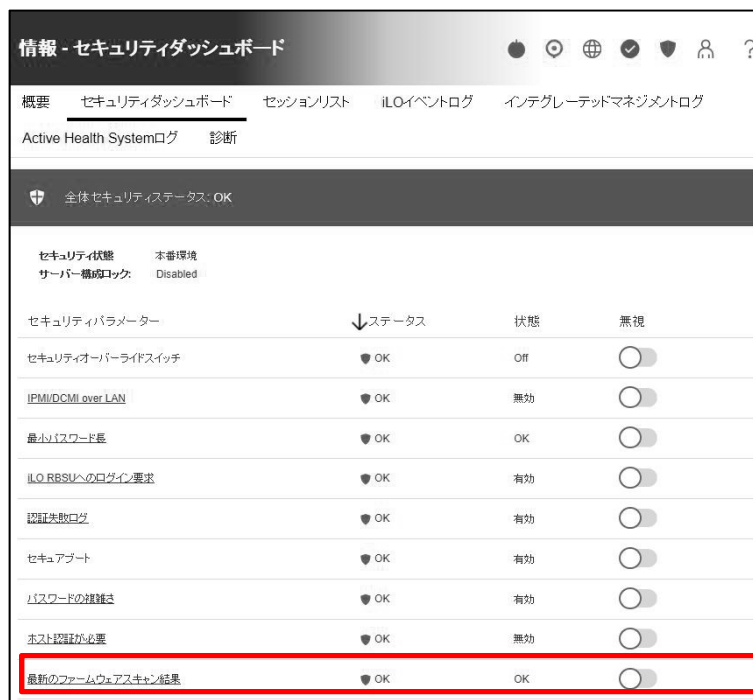 情報 - セキュリティダッシュボード ?
概要 セキュリティダッシュボード セッションリスト iLOイベントログ インテグレーテッドマネジメントログ
Active Health Systemログ 診断
全体セキュリティステータス: OK
セキュリティ状態 本番環境
サーバー構成ロック: Disabled
セキュリティパラメーター ↓ステータス 状態 無視
セキュリティオーバーライドスイッチ OK Off
IPMI/DCMI over LAN OK 無効
最小パスワード長 OK OK
iLO RBSUへのログイン要求 OK 有効
認証失敗ログ OK 有効
セキュアブート OK 有効
パスワードの複雑さ OK 有効
ホスト認証が必要 OK 無効
最新のファームウェアスキャン結果 OK OK